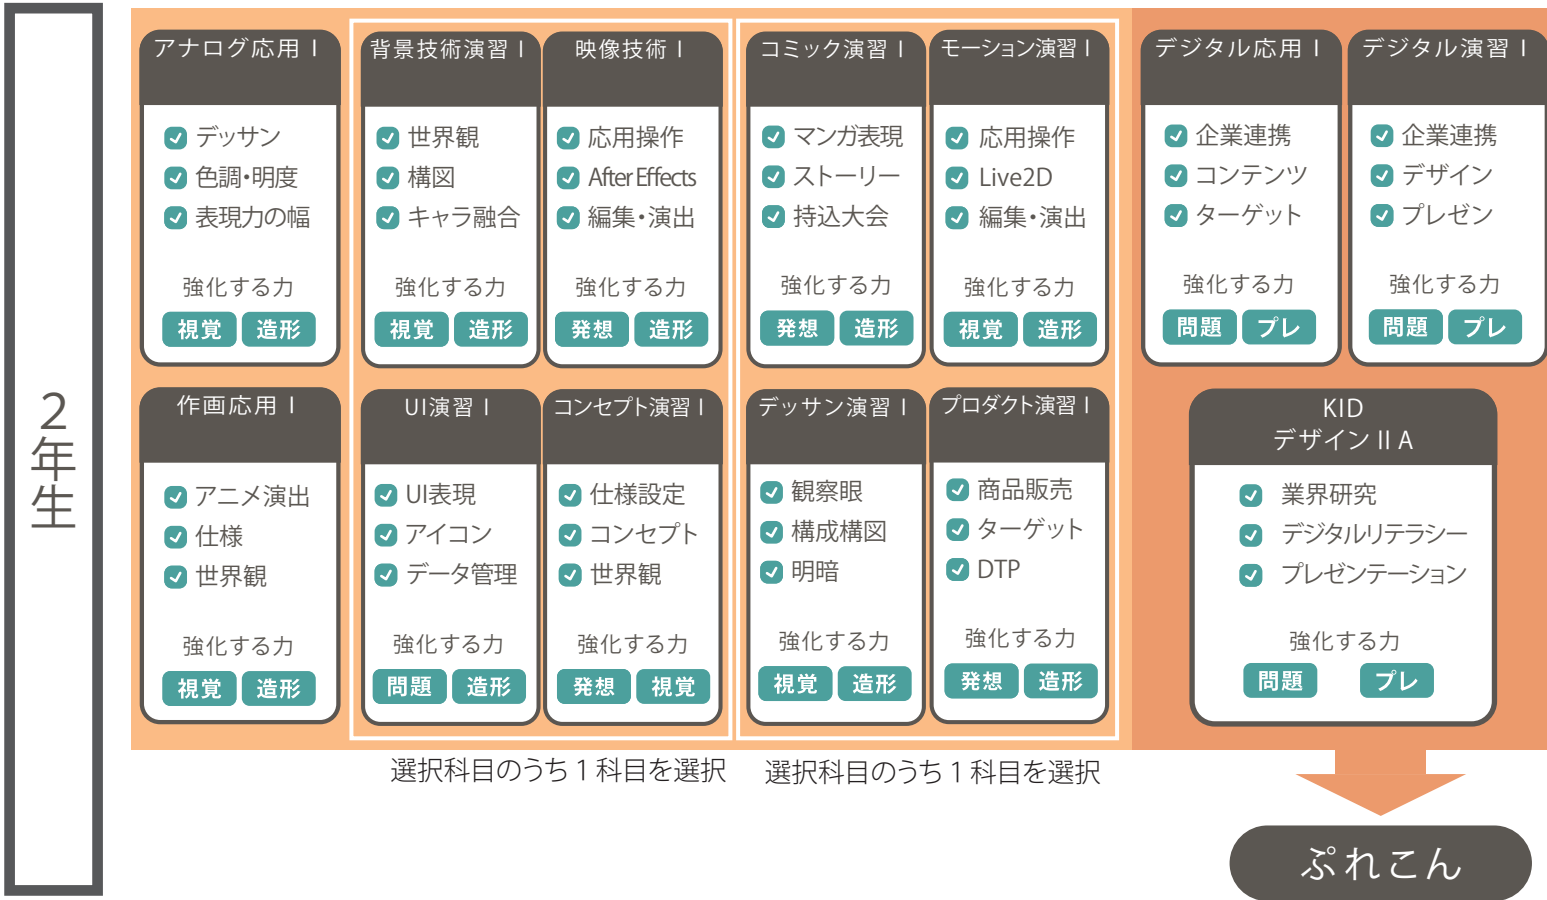 2年生
アナログ応用Ⅰ
デッサン
色調・明度
表現力の幅
強化する力
視覚 造形
背景技術演習Ⅰ
世界観
構図
キャラ融合
強化する力
視覚 造形
映像技術Ⅰ
応用操作
After Effects
編集・演出
強化する力
発想 造形
コミック演習Ⅰ
マンガ表現
ストーリー
持込大会
強化する力
発想 造形
モーション演習Ⅰ
応用操作
Live2D
編集・演出
強化する力
視覚 造形
デジタル応用Ⅰ
企業連携
コンテンツ
ターゲット
強化する力
問題 プレ
デジタル演習Ⅰ
企業連携
デザイン
プレゼン
強化する力
問題 プレ
作画応用Ⅰ
アニメ演出
仕様
世界観
強化する力
視覚 造形
UI演習Ⅰ
UI表現
アイコン
データ管理
強化する力
問題 造形
コンセプト演習Ⅰ
仕様設定
コンセプト
世界観
強化する力
発想 視覚
デッサン演習Ⅰ
観察眼
構成構図
明暗
強化する力
視覚 造形
プロダクト演習Ⅰ
商品販売
ターゲット
DTP
強化する力
発想 造形
KID
デザインⅡA
業界研究
デジタルリテラシー
プレゼンテーション
強化する力
問題 プレ
選択科目のうち1科目を選択
選択科目のうち1科目を選択
ぷれこん